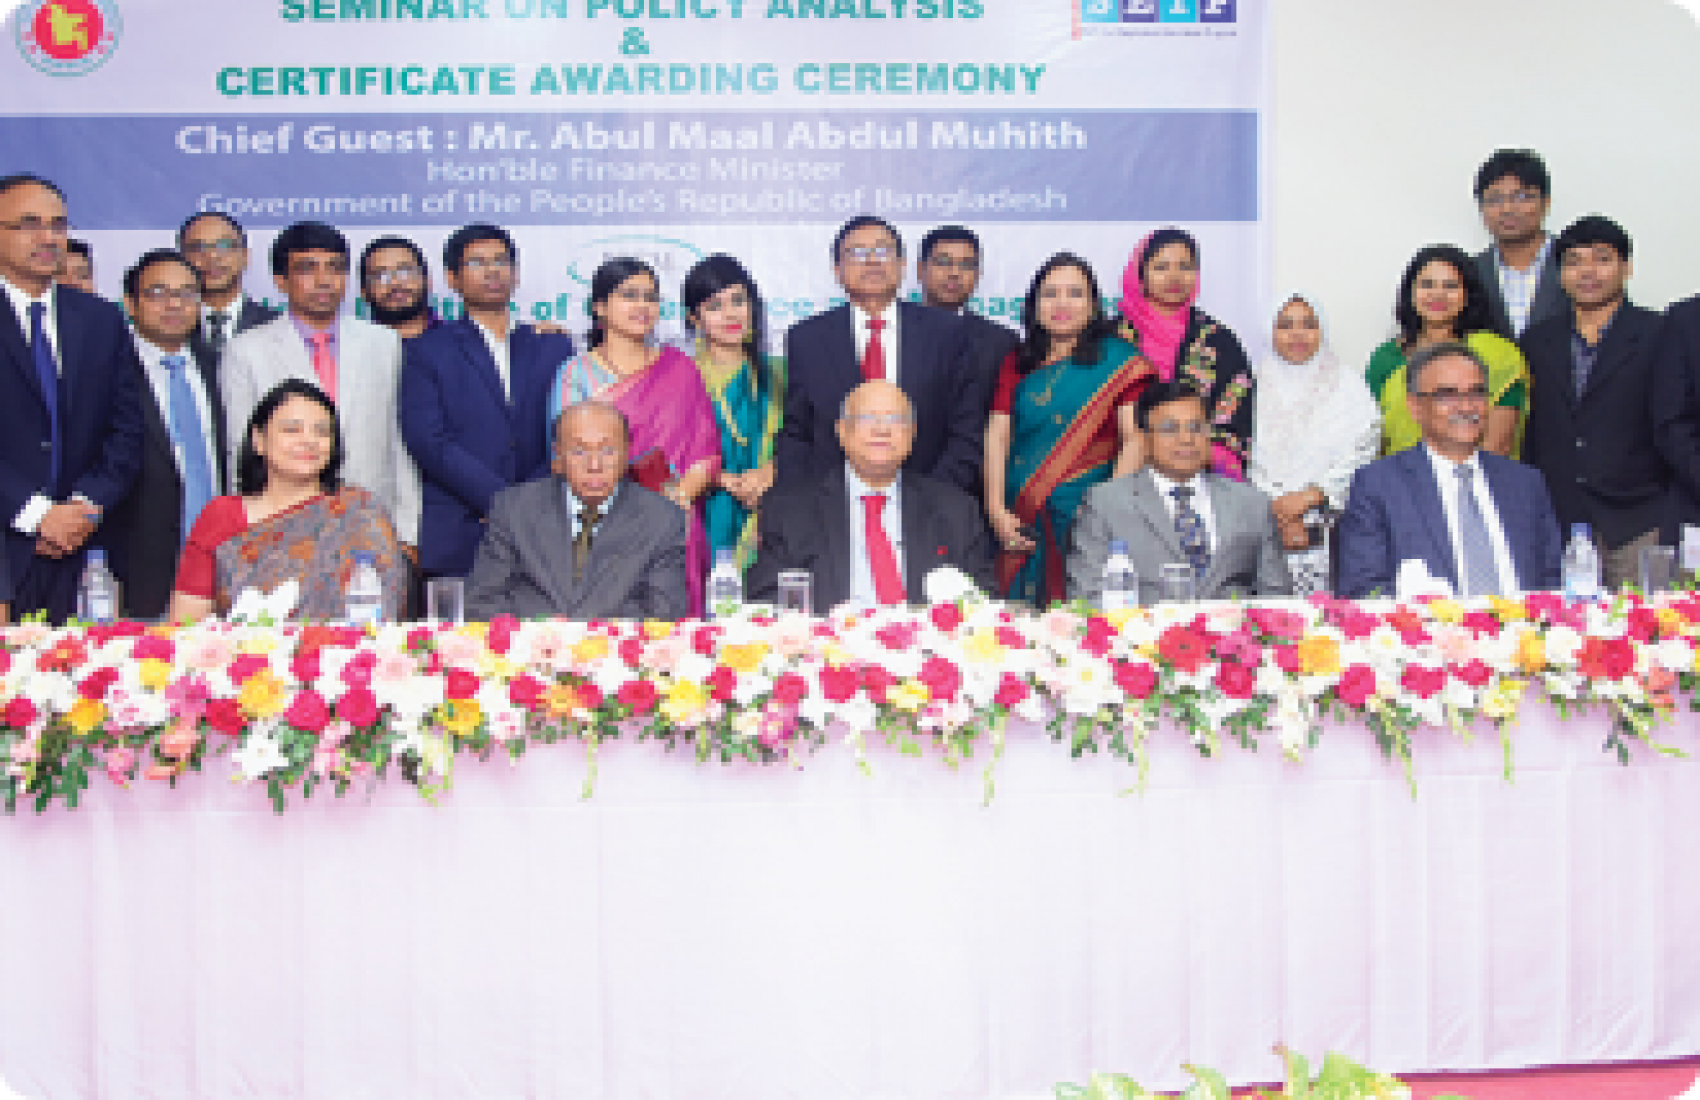 SEMINAR ON POLICY ANALYSIS
&
CERTIFICATE AWARDING CEREMONY
Chief Guest : Mr. Abul Maal Abdul Muhith
Hon'ble Finance Minister
Government of the People's Republic of Bangladesh
of